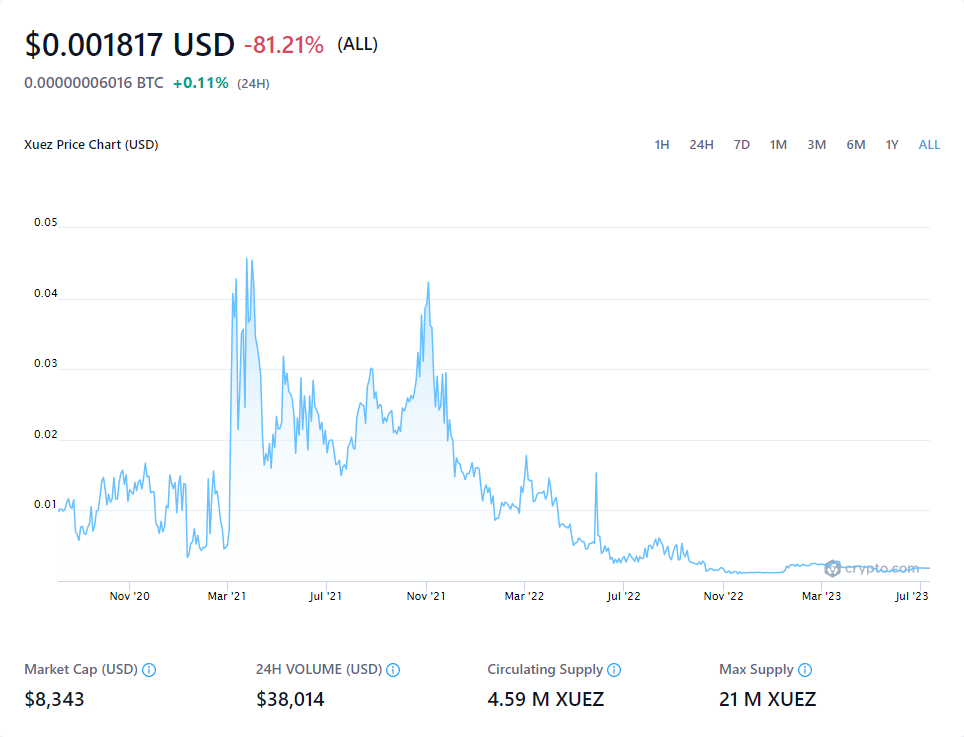 $0.001817 USD -81.21% (ALL)
0.00000006016 BTC +0.11% (24H)
Xuez Price Chart (USD) 1H 24H 7D 1M 3M 6M 1Y ALL
0.05
0.04
0.03
0.02
0.01
crypto.com
Nov '20 Mar '21 Jul '21 Nov '21 Mar '22 Jul '22 Nov '22 Mar '23 Jul '23
Market Cap (USD) 24H VOLUME (USD) Circulating Supply Max Supply
$8,343 $38,014 4.59 M XUEZ 21 M XUEZ